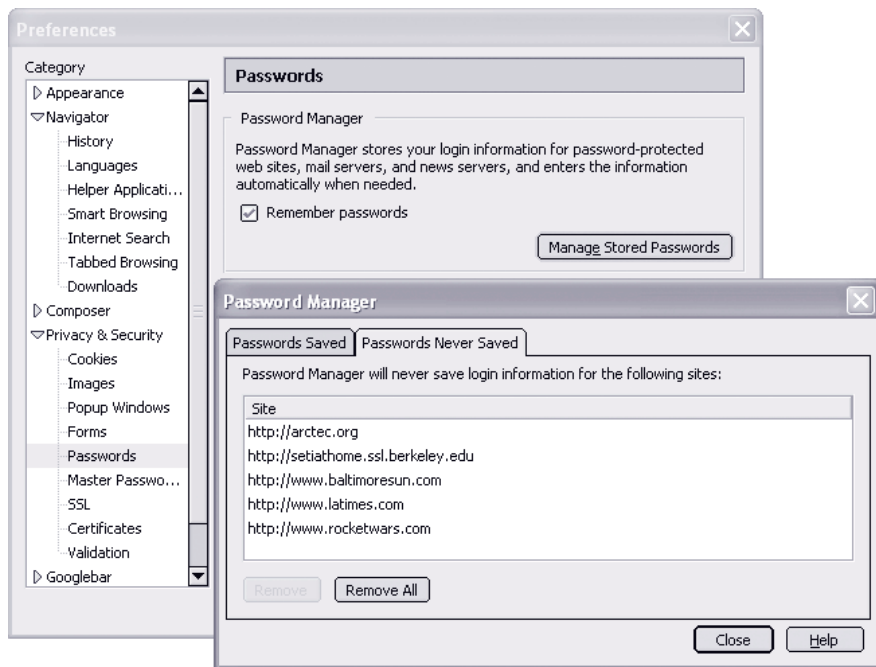 Preferences
Category
Appearance
Navigator
History
Languages
Helper Applicati...
Smart Browsing
Internet Search
Tabbed Browsing
Downloads
Composer
Privacy & Security
Cookies
Images
Popup Windows
Forms
Passwords
Master Passwo...
SSL
Certificates
Validation
Googlebar
Passwords
Password Manager
Password Manager stores your login information for password-protected
web sites, mail servers, and news servers, and enters the information
automatically when needed.
Remember passwords
Manage Stored Passwords
Password Manager
Passwords Saved
Passwords Never Saved
Password Manager will never save login information for the following sites:
Site
http://arctec.org
http://setiathome.ssl.berkeley.edu
http://www.baltimoresun.com
http://www.latimes.com
http://www.rocketwars.com
Remove
Remove All
Close
Help